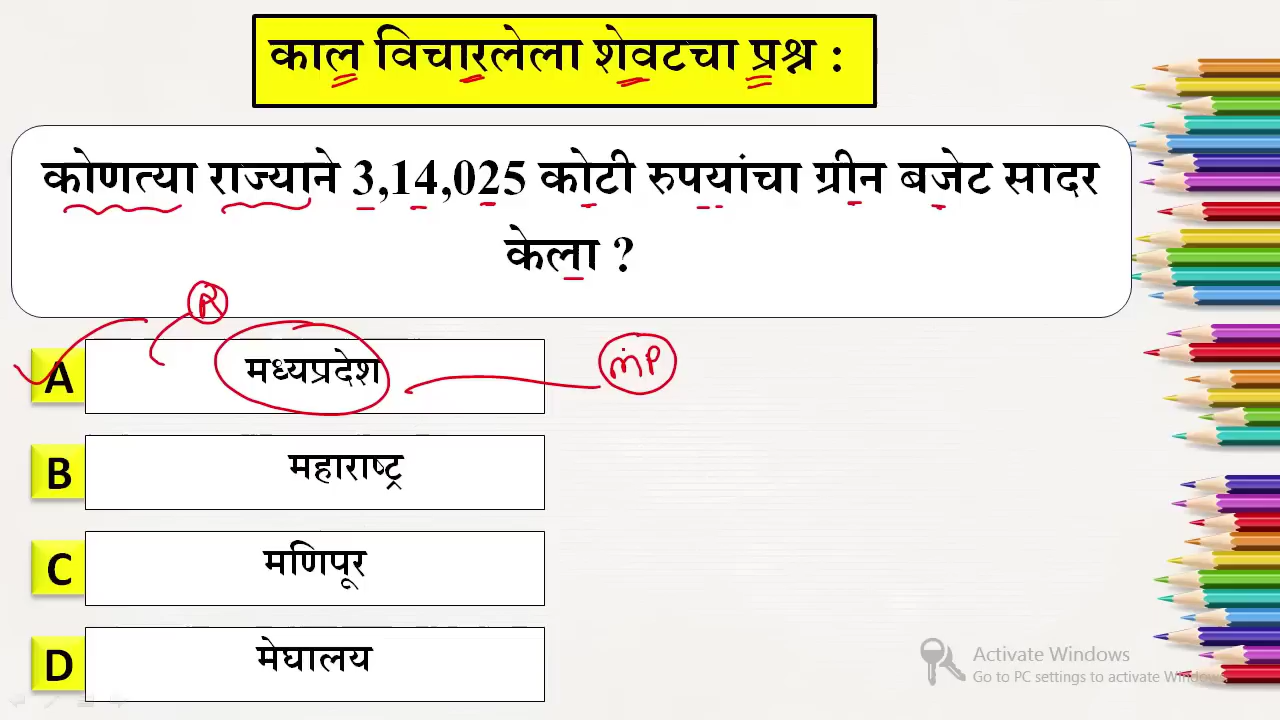 काल विचारलेला शेवटचा प्रश्न :
कोणत्या राज्याने 3,14,025 कोटी रुपयांचा ग्रीन बजेट सादर
केला ?
R
A मध्यप्रदेश MP
B महाराष्ट्र
C मणिपूर
D मेघालय
Activate Windows
Go to PC settings to activate Windows.